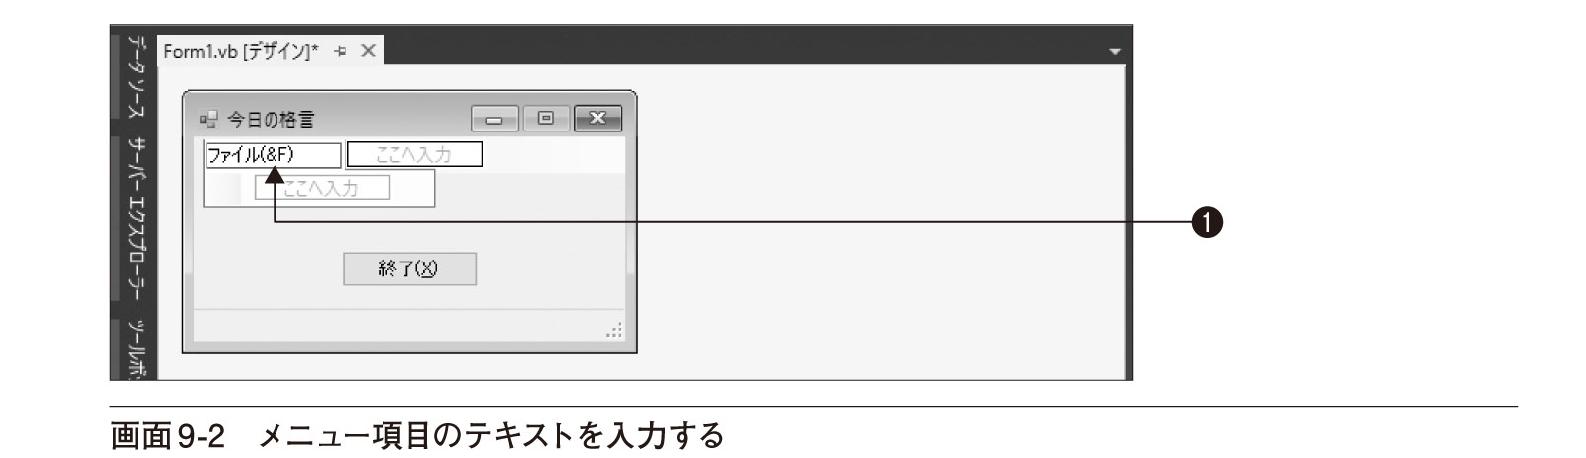 Form1.vb [デザイン]*
データ ソース
サーバー エクスプローラー
ツールボ
今日の格言
ファイル(&F)
ここへ入力
ここへ入力
終了(X)
❶
画面9-2 メニュー項目のテキストを入力する